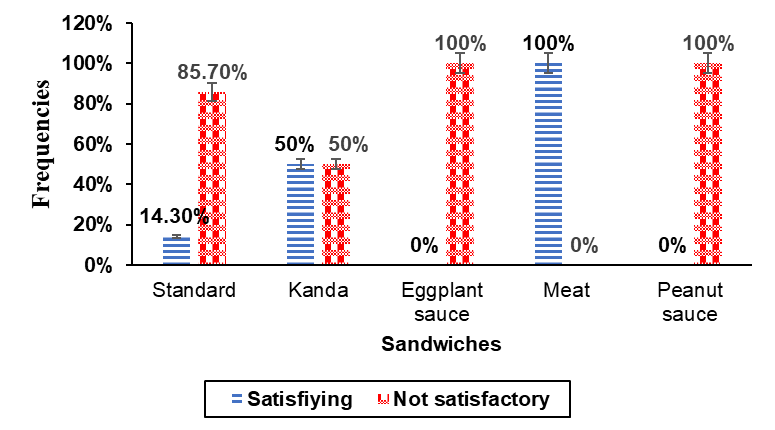 120%
100%
80%
60%
40%
20%
0%
Frequencies
14.30%
85.70%
50%
50%
0%
100%
100%
0%
0%
100%
Standard
Kanda
Eggplant
sauce
Meat
Peanut
sauce
Sandwiches
Satisfiying
Not satisfactory